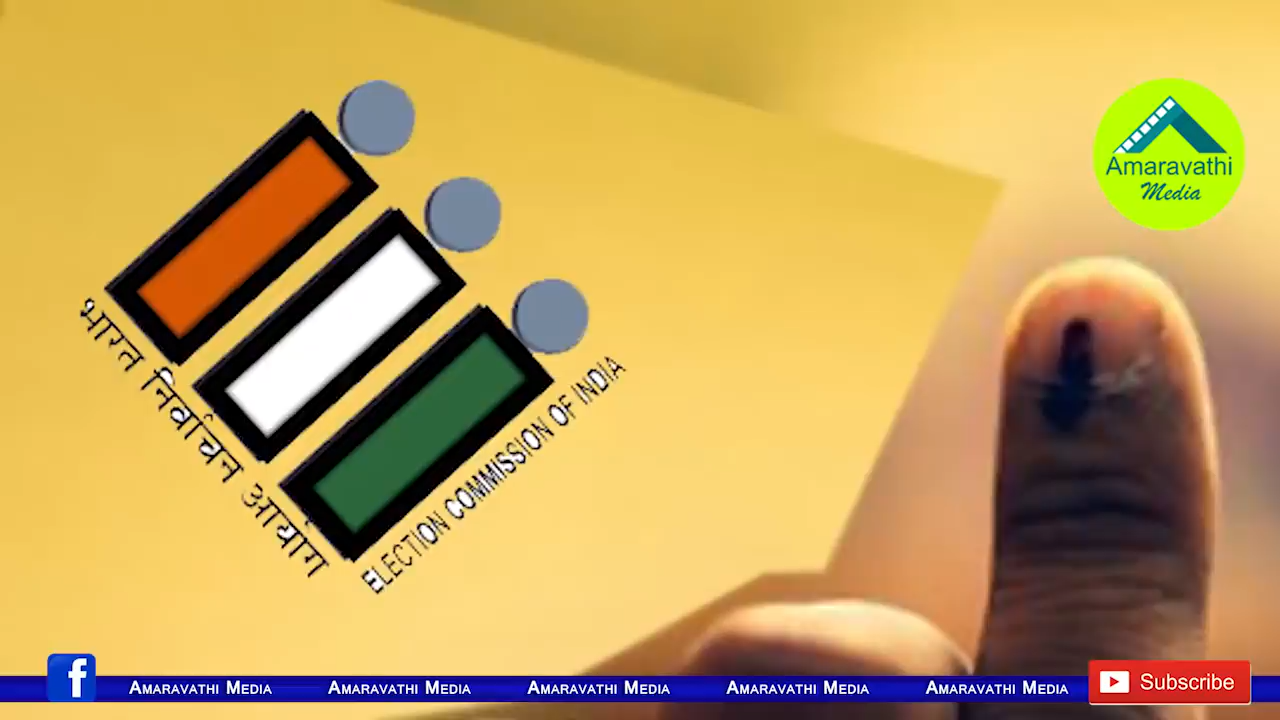 भारत निर्वाचन आयोग
ELECTION COMMISSION OF INDIA
Amaravathi
Media
f
AMARAVATHI MEDIA AMARAVATHI MEDIA AMARAVATHI MEDIA AMARAVATHI MEDIA AMARAVATHI MEDIA
Subscribe